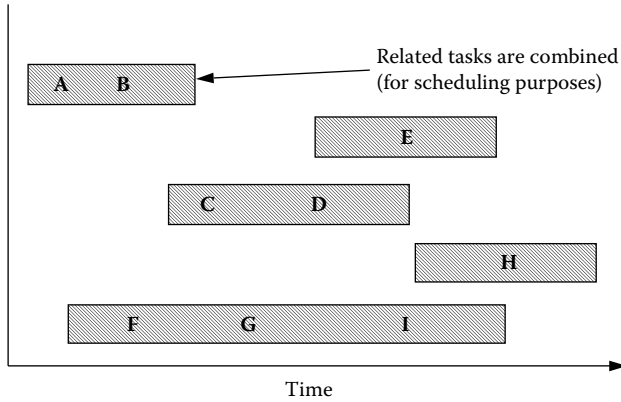 Related tasks are combined
(for scheduling purposes)
A B
E
C D
H
F G I
Time